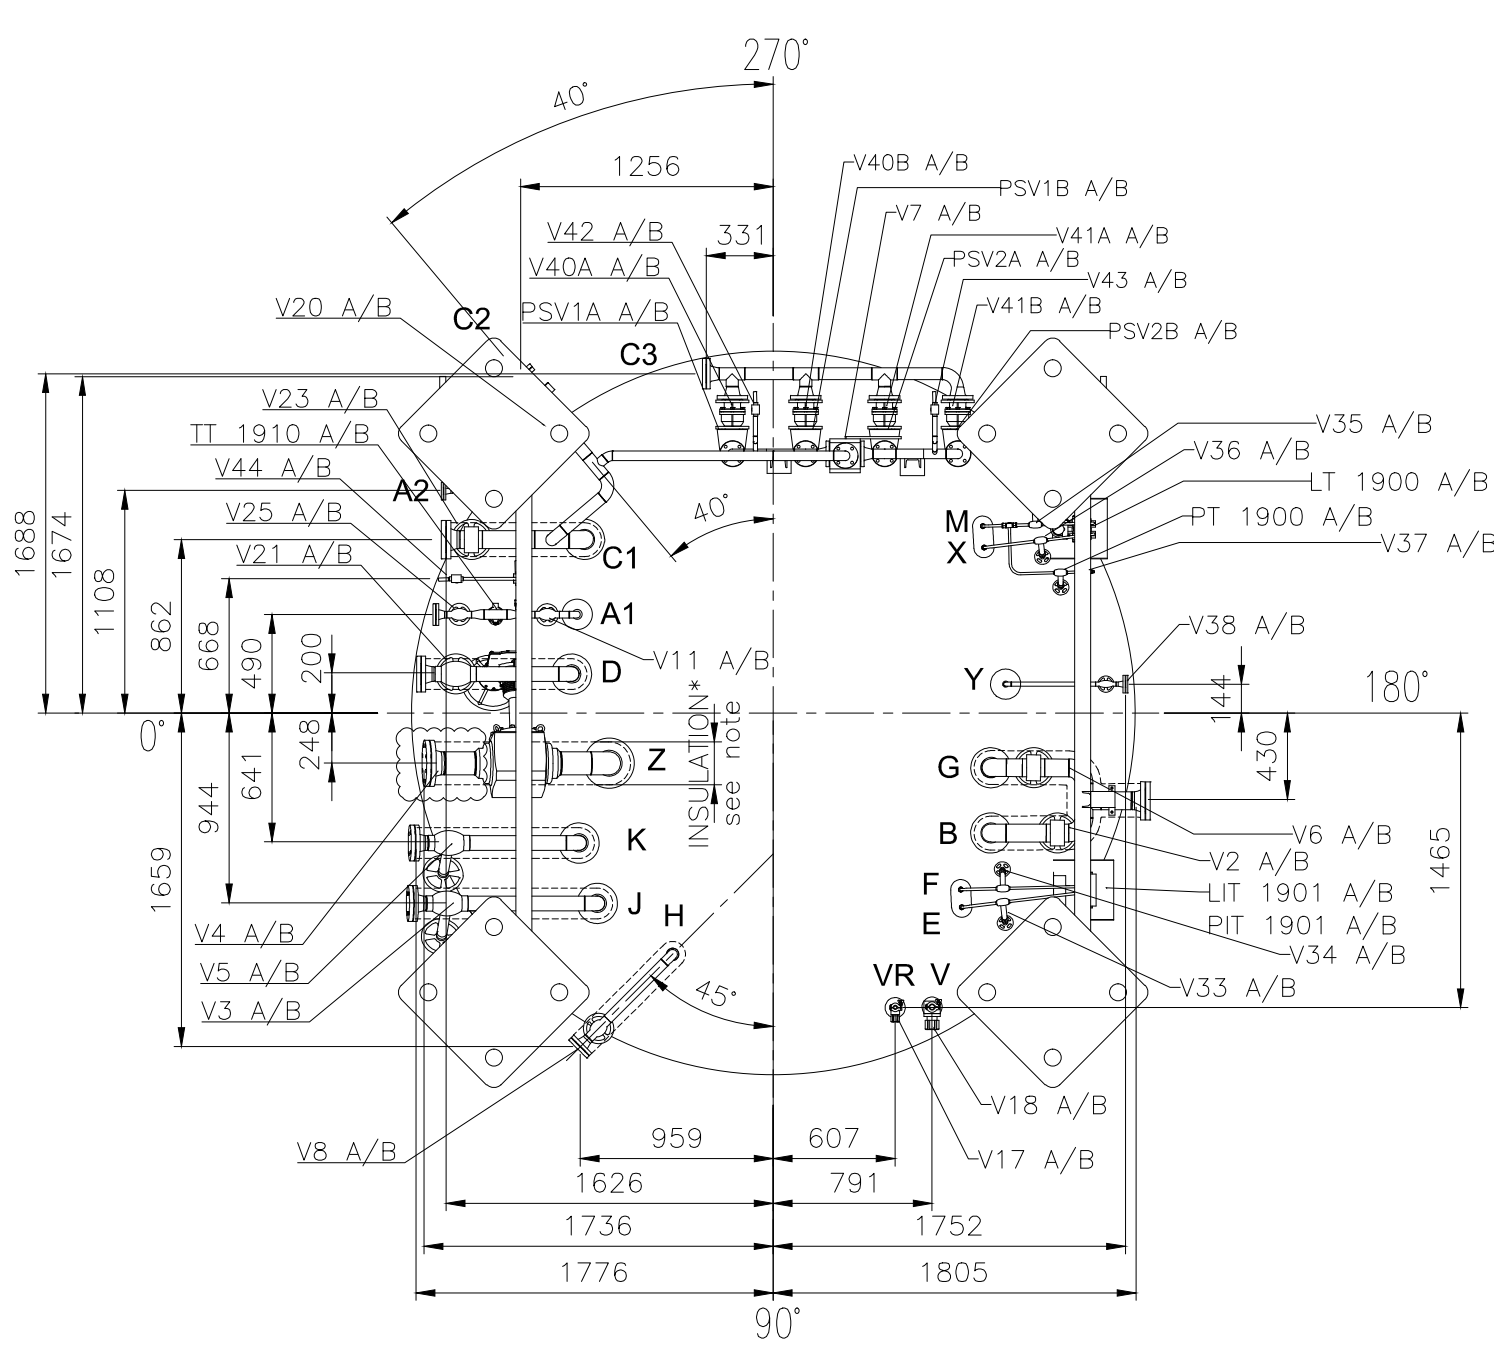 270°
40°
1256
V40B A/B
PSV1B A/B
V7 A/B
331
V42 A/B
V41A A/B
PSV2A A/B
V40A A/B
V43 A/B
V20 A/B
C2
PSV1A A/B
V41B A/B
PSV2B A/B
C3
V23 A/B
TT 1910 A/B
V44 A/B
A2
V25 A/B
V21 A/B
V35 A/B
V36 A/B
LT 1900 A/B
PT 1900 A/B
V37 A/B
40°
M
X
C1
A1
V11 A/B
D
1688
1674
1108
862
668
490
200
V38 A/B
Y
144
180°
0°
248
641
944
1659
Z
INSULATION*
see note
G
430
1465
K
B
V6 A/B
V2 A/B
LIT 1901 A/B
PIT 1901 A/B
V34 A/B
V33 A/B
F
E
J
H
V4 A/B
V5 A/B
V3 A/B
VR
V
45°
V18 A/B
V17 A/B
V8 A/B
959
607
1626
791
1736
1752
1776
1805
90°